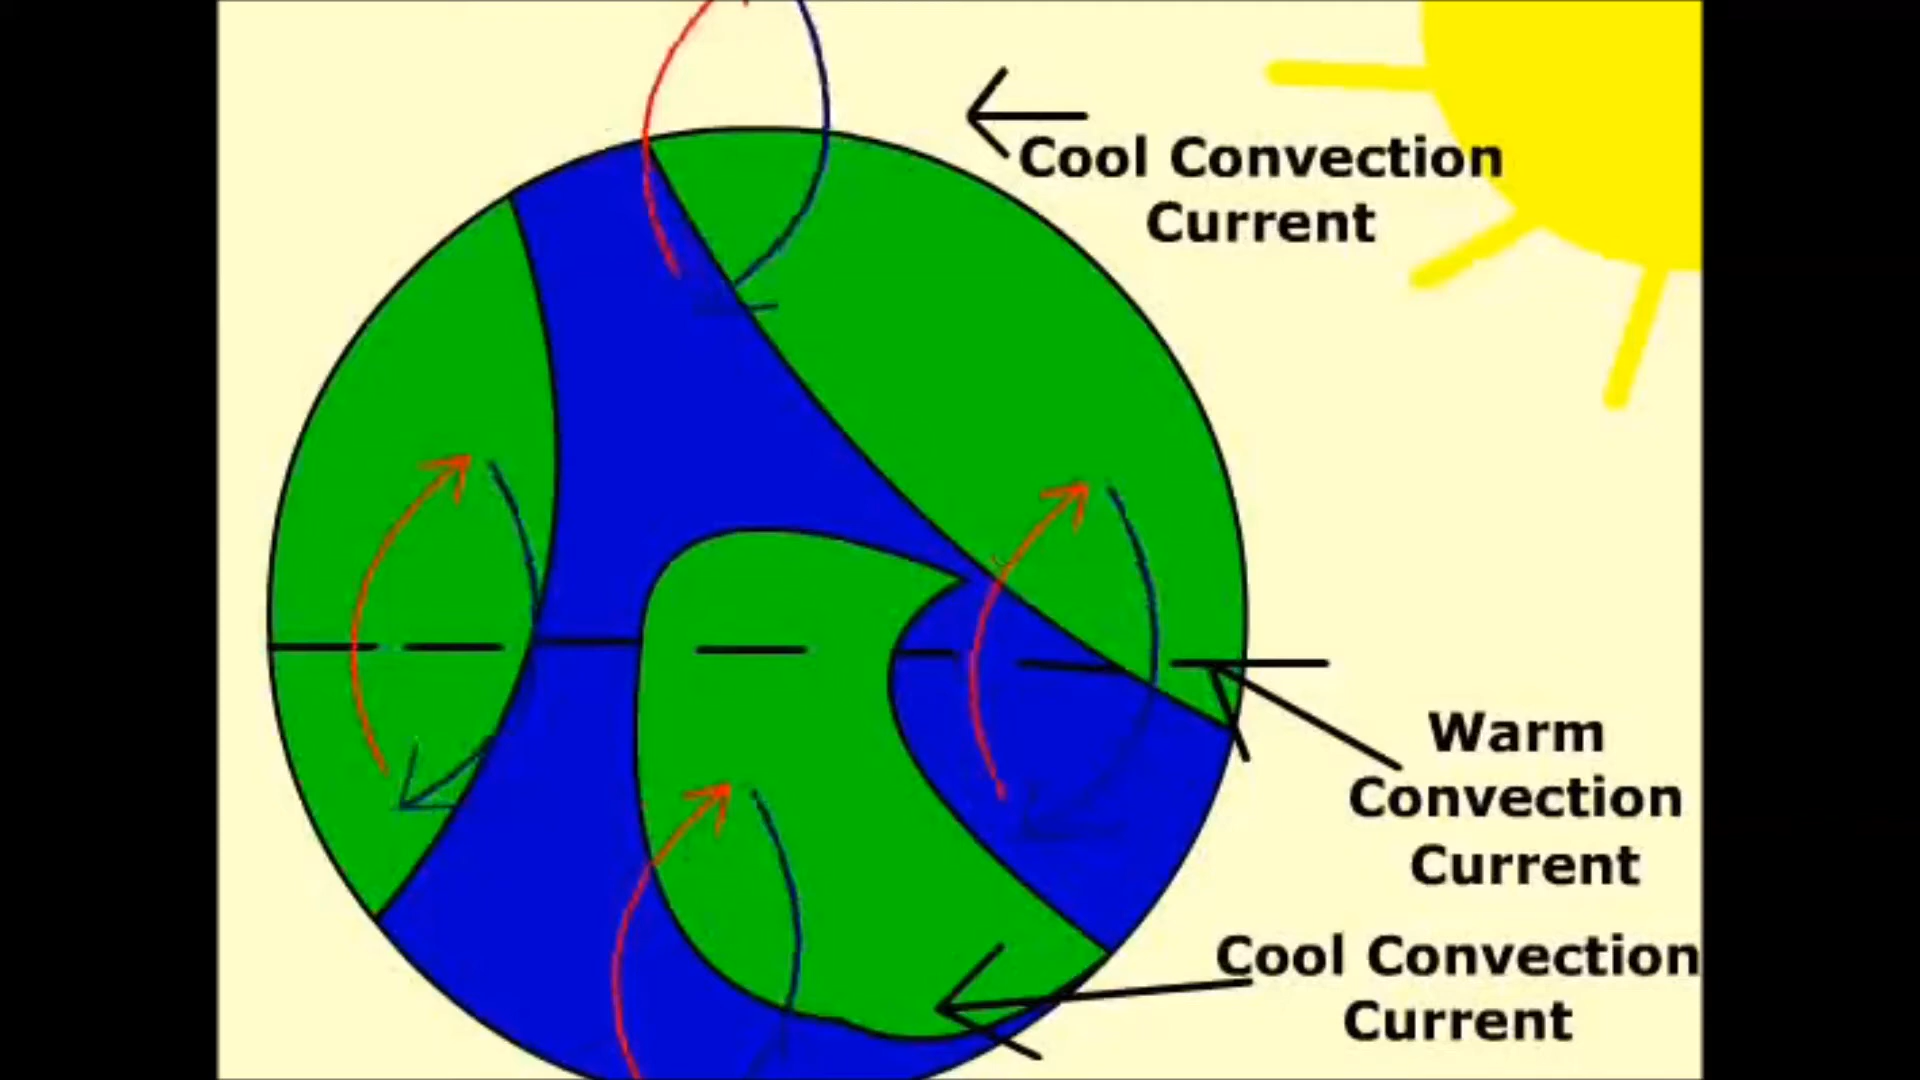 Cool Convection
Current
Warm
Convection
Current
Cool Convection
Current